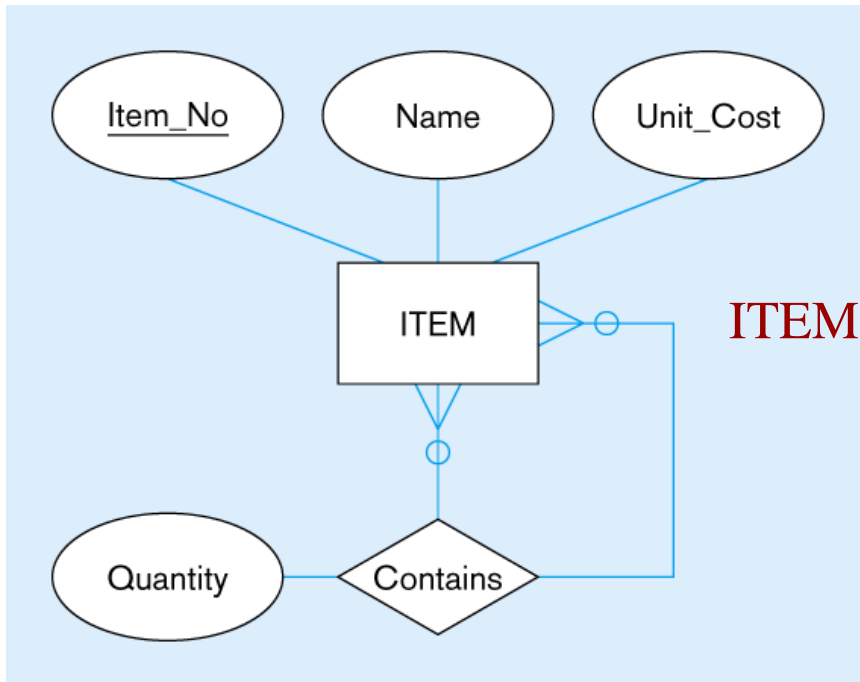 Item_No
Name
Unit_Cost
ITEM
ITEM
Quantity
Contains